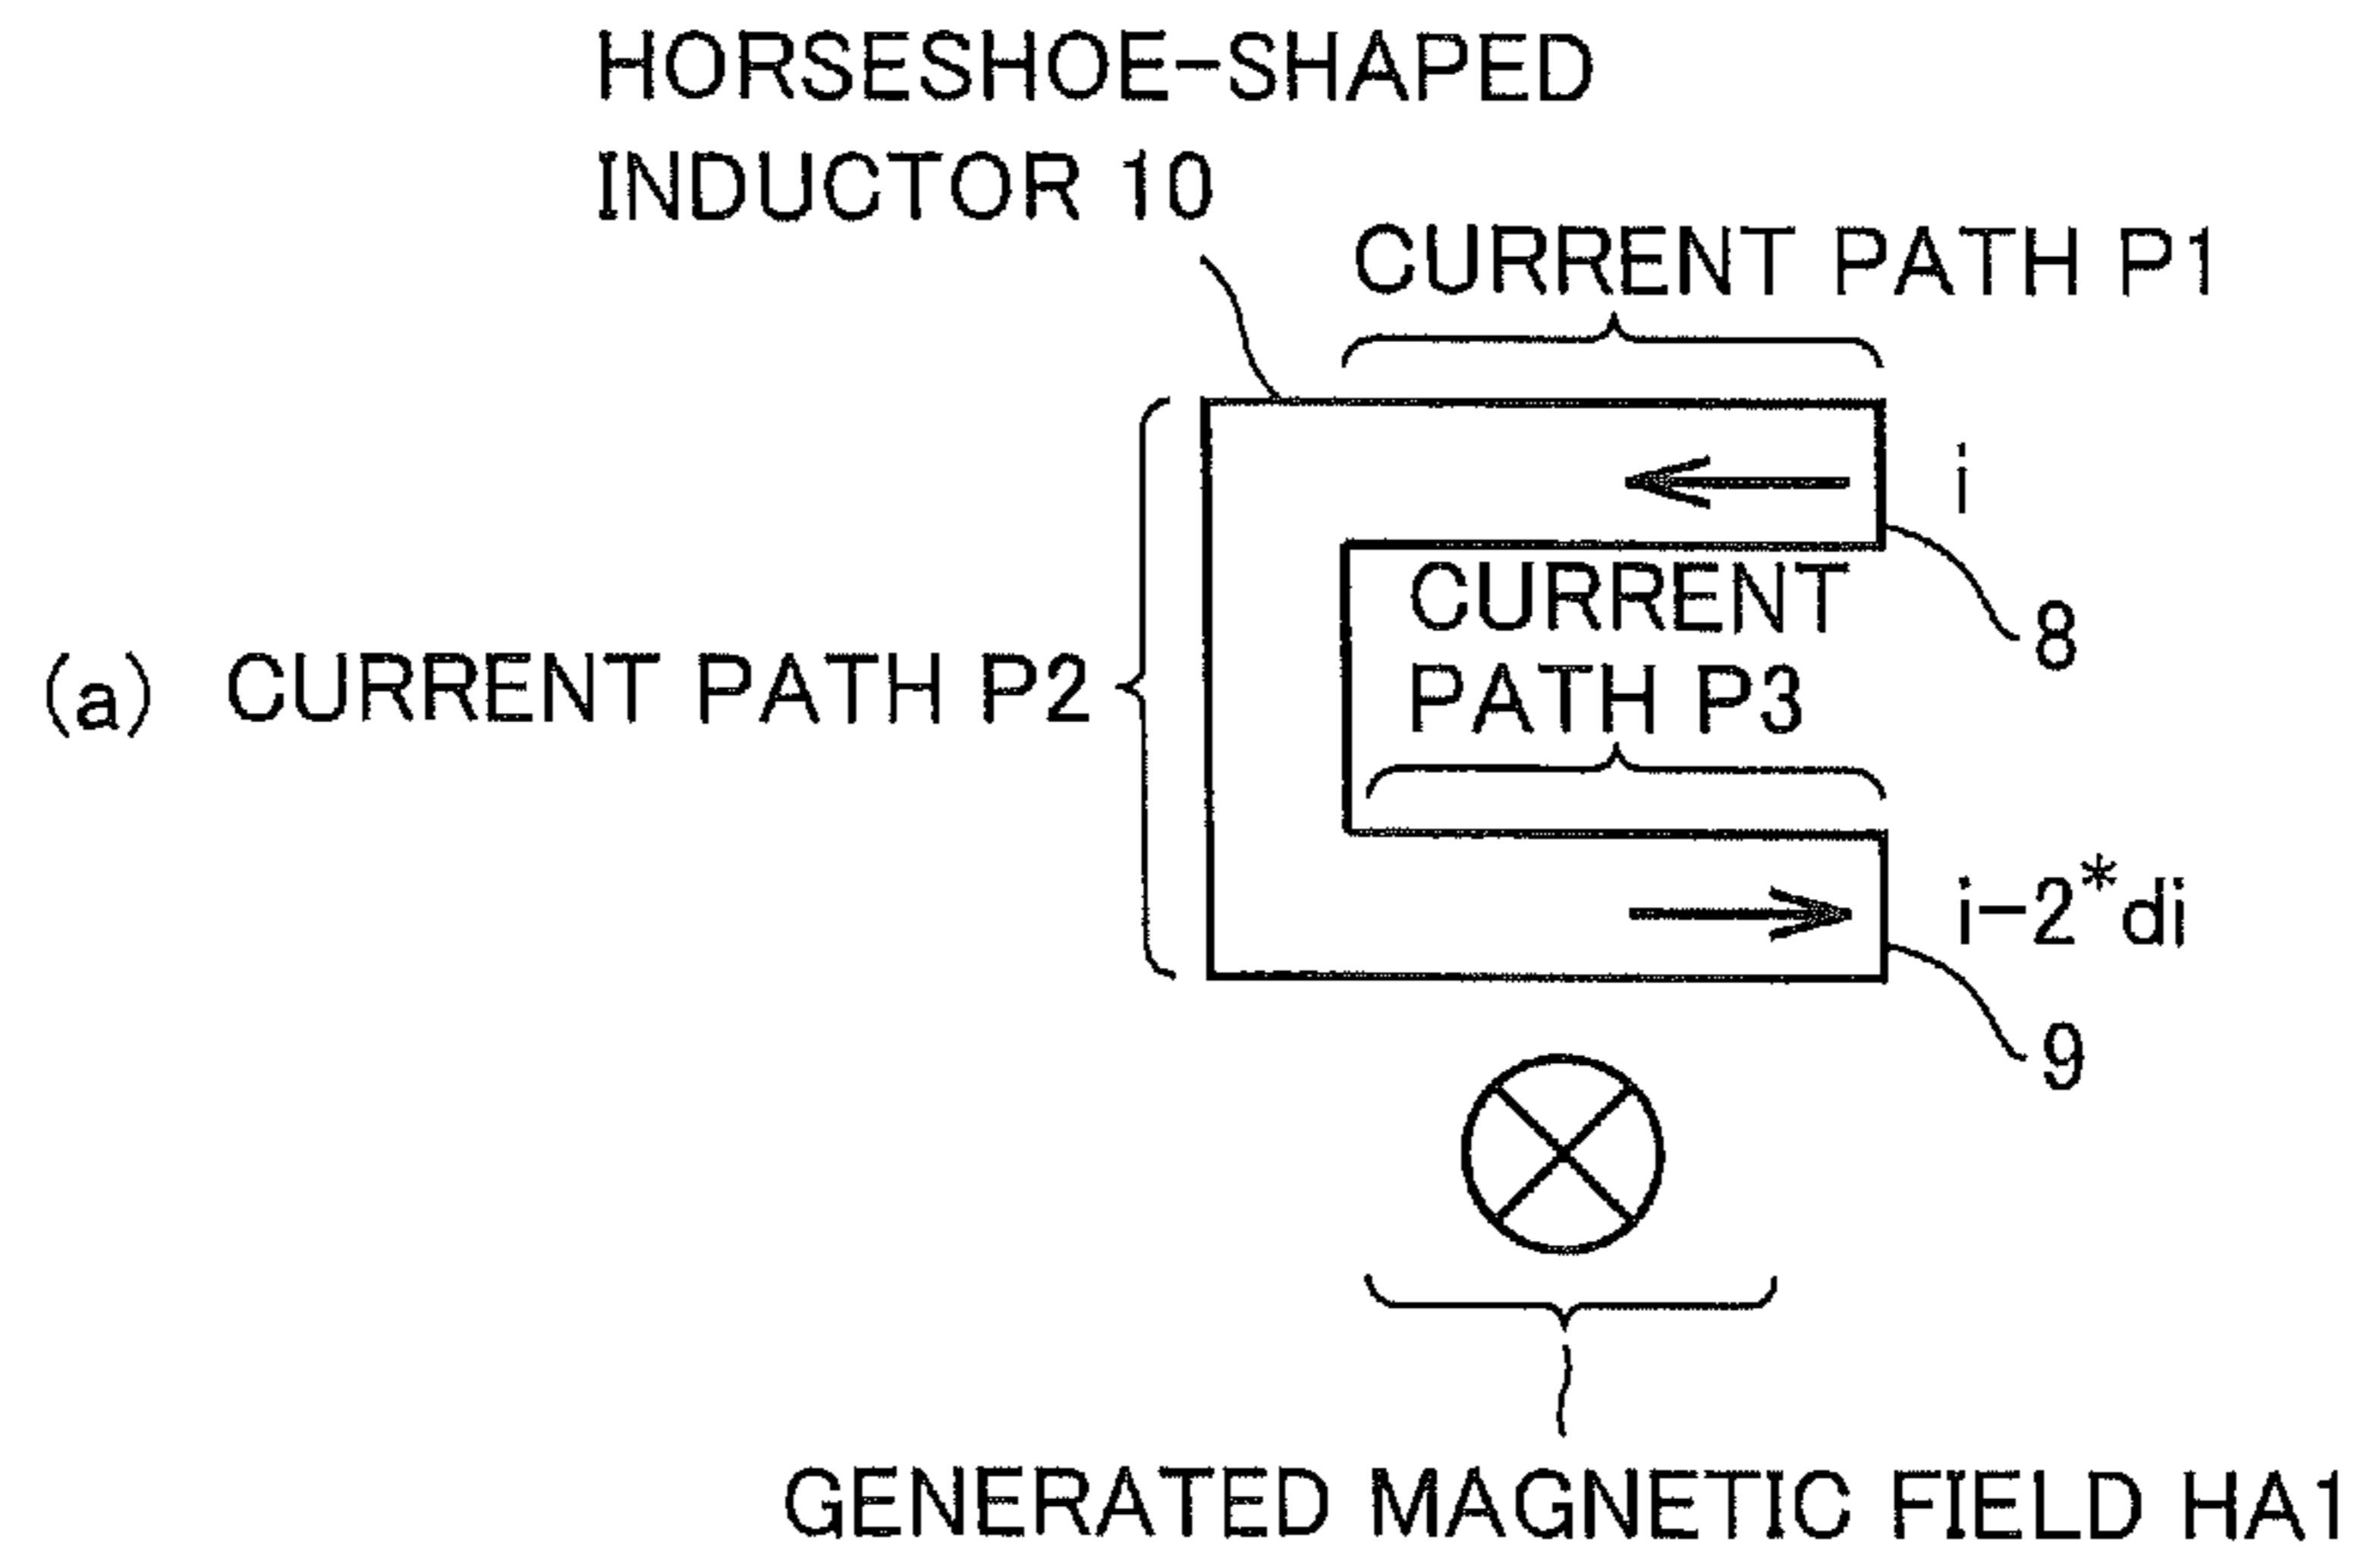 HORSESHOE-SHAPED
INDUCTOR 10
CURRENT PATH P1
i
CURRENT
PATH P3
8
(a) CURRENT PATH P2
i-2*di
9
GENERATED MAGNETIC FIELD HA1